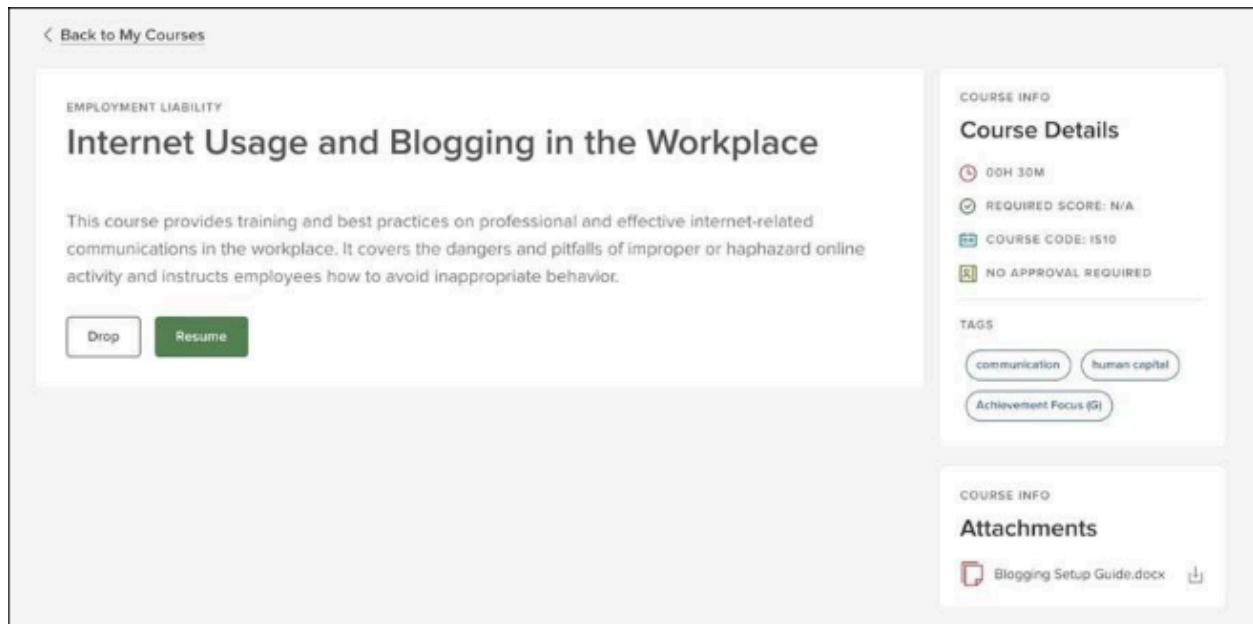 Back to My Courses
EMPLOYMENT LIABILITY
Internet Usage and Blogging in the Workplace
This course provides training and best practices on professional and effective internet-related
communications in the workplace. It covers the dangers and pitfalls of improper or haphazard online
activity and instructs employees how to avoid inappropriate behavior.
Drop
Resume
COURSE INFO
Course Details
00H 30M
REQUIRED SCORE: N/A
COURSE CODE: IS10
NO APPROVAL REQUIRED
TAGS
communication
human capital
Achievement Focus (G)
COURSE INFO
Attachments
Blogging Setup Guide.docx